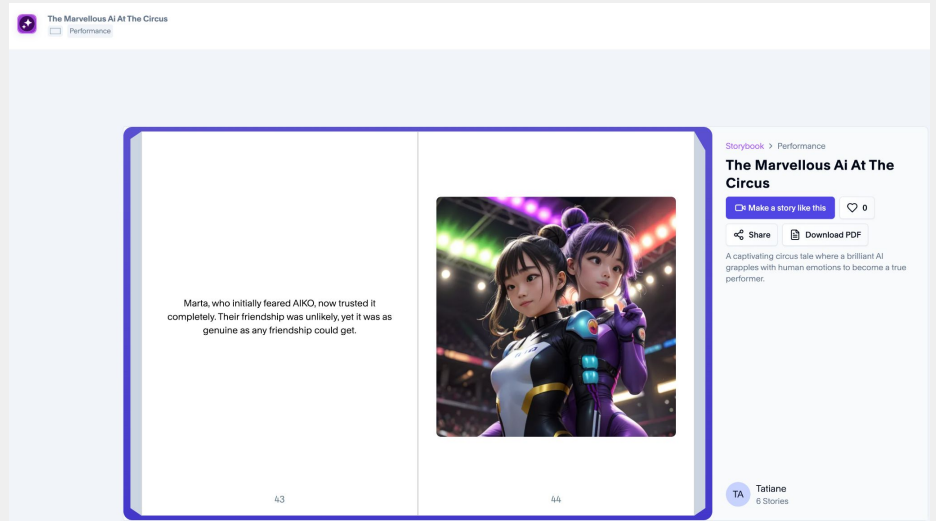 The Marvellous Ai At The Circus
Performance
Marta, who initially feared AIKO, now trusted it
completely. Their friendship was unlikely, yet it was as
genuine as any friendship could get.
43
44
Storybook > Performance
The Marvellous Ai At The
Circus
Make a story like this
0
Share
Download PDF
A captivating circus tale where a brilliant AI
grapples with human emotions to become a true
performer.
TA
Tatiane
6 Stories